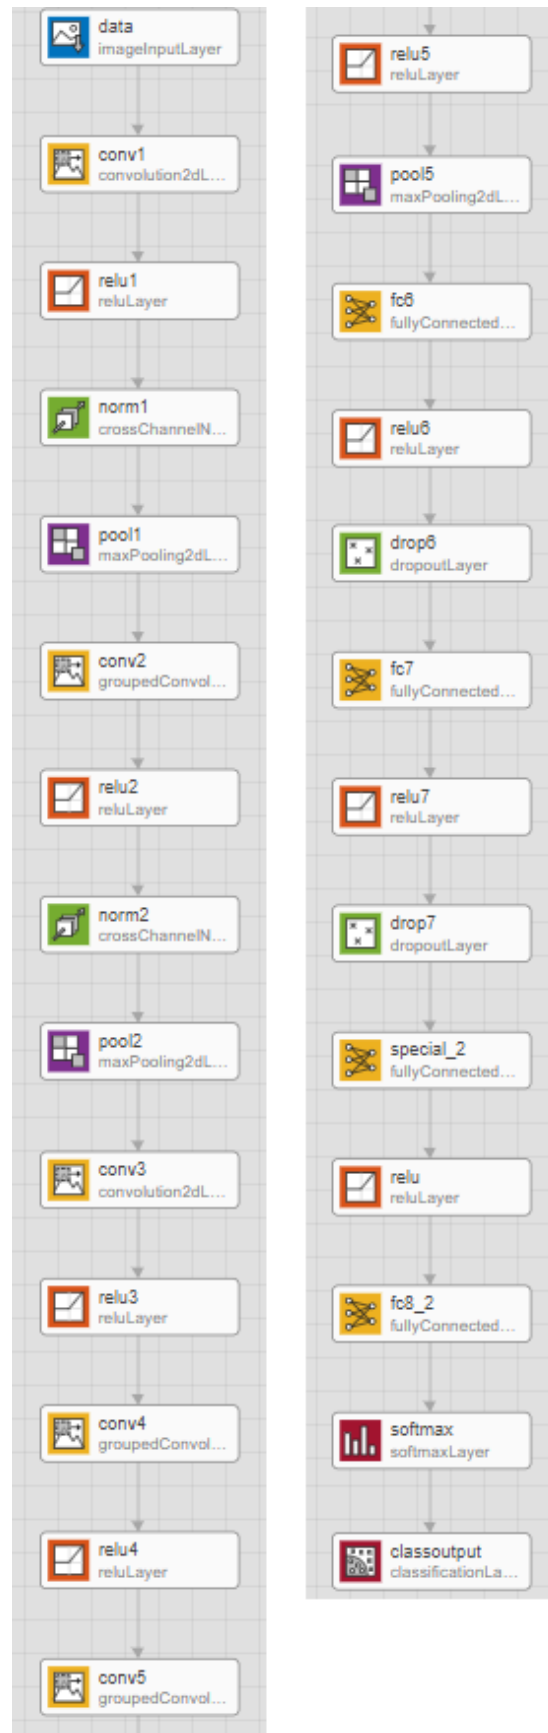 data
imageInputLayer
conv1
convolution2dL...
relu1
reluLayer
norm1
crossChannelN...
pool1
maxPooling2dL...
conv2
groupedConvol...
relu2
reluLayer
norm2
crossChannelN...
pool2
maxPooling2dL...
conv3
convolution2dL...
relu3
reluLayer
conv4
groupedConvol...
relu4
reluLayer
conv5
groupedConvol...
relu5
reluLayer
pool5
maxPooling2dL...
fc6
fullyConnected...
relu6
reluLayer
drop6
dropoutLayer
fc7
fullyConnected...
relu7
reluLayer
drop7
dropoutLayer
special_2
fullyConnected...
relu
reluLayer
fc8_2
fullyConnected...
softmax
softmaxLayer
classoutput
classificationLa...